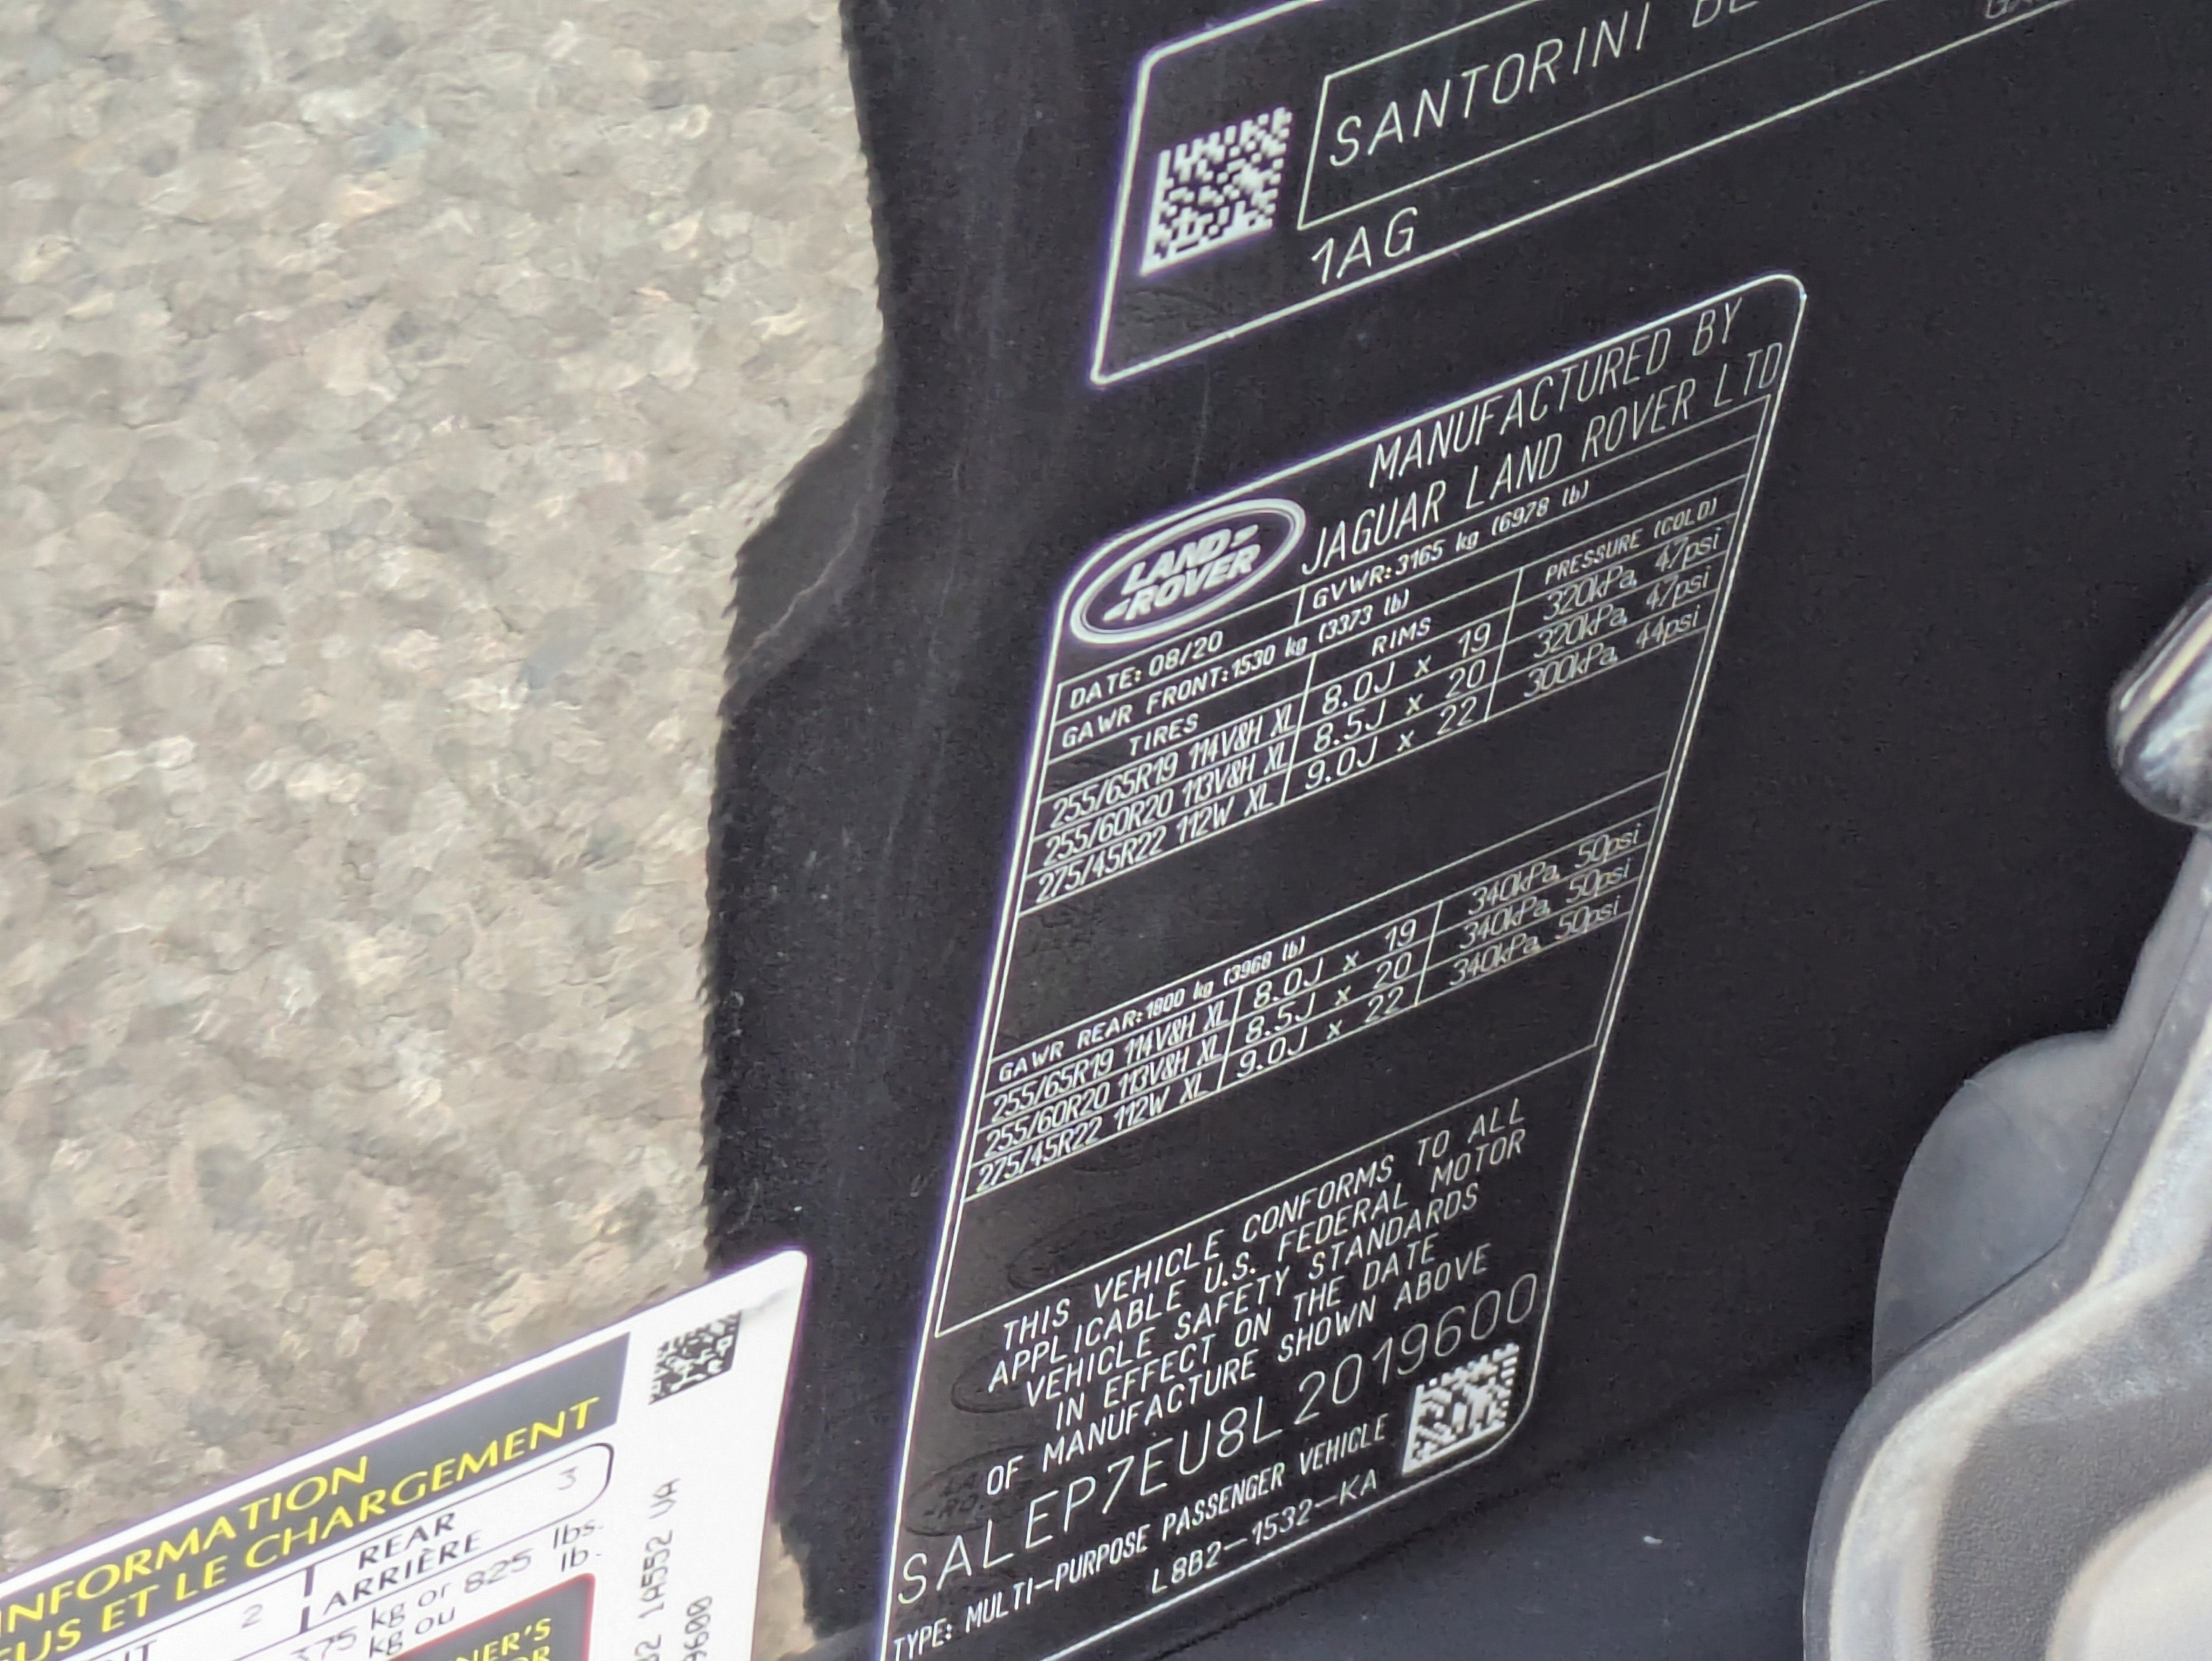 SANTORINI
1AG
MANUFACTURED BY
JAGUAR LAND ROVER LTD
LAND
ROVER
DATE: 08/20 GVWR: 3165 kg (6978 lb)
GAWR FRONT: 1530 kg (3373 lb)
TIRES RIMS PRESSURE (COLD)
255/65R19 114V&H XL 8.0J x 19 320kPa, 47psi
255/60R20 113V&H XL 8.5J x 20 320kPa, 47psi
275/45R22 112W XL 9.0J x 22 300kPa, 44psi
GAWR REAR: 1800 kg (3968 lb)
255/65R19 114V&H XL 8.0J x 19 340kPa, 50psi
255/60R20 113V&H XL 8.5J x 20 340kPa, 50psi
275/45R22 112W XL 9.0J x 22 340kPa, 50psi
THIS VEHICLE CONFORMS TO ALL
APPLICABLE U.S. FEDERAL MOTOR
VEHICLE SAFETY STANDARDS
IN EFFECT ON THE DATE
OF MANUFACTURE SHOWN ABOVE
SALEP7EU8L2019600
TYPE: MULTI-PURPOSE PASSENGER VEHICLE
L8B2-1532-KA
INFORMATION
ET LE CHARGEMENT
2 REAR 3
ARRIÈRE
375 kg or 825 lbs.
kg ou lb.
1A552 UA
9600